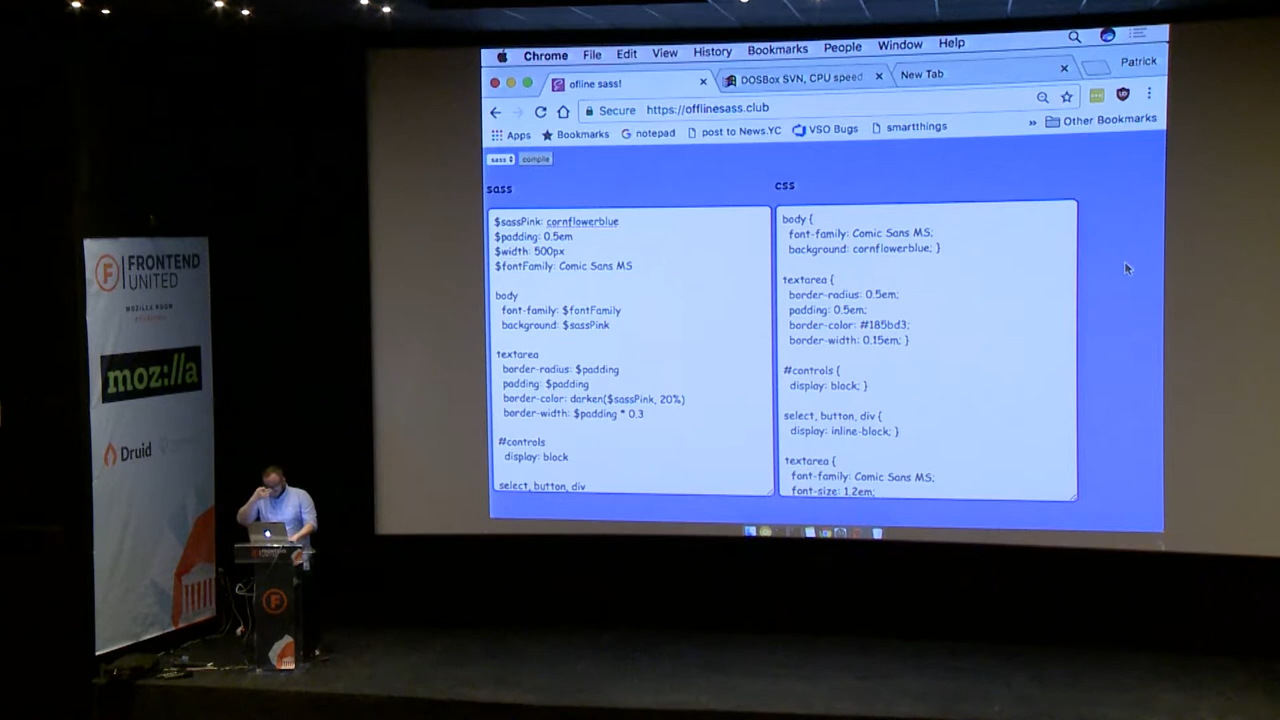 Chrome File Edit View History Bookmarks People Window Help
ofline sass!
DOSBox SVN, CPU speed
New Tab
Patrick
Secure https://offlinesass.club
Apps Bookmarks notepad post to News.YC VSO Bugs smartthings » Other Bookmarks
sass compile
sass
$sassPink: cornflowerblue
$padding: 0.5em
$width: 500px
$fontFamily: Comic Sans MS
body
font-family: $fontFamily
background: $sassPink
textarea
border-radius: $padding
padding: $padding
border-color: darken($sassPink, 20%)
border-width: $padding * 0.3
#controls
display: block
select, button, div
css
body {
font-family: Comic Sans MS;
background: cornflowerblue; }
textarea {
border-radius: 0.5em;
padding: 0.5em;
border-color: #185bd3;
border-width: 0.15em; }
#controls {
display: block; }
select, button, div {
display: inline-block; }
textarea {
font-family: Comic Sans MS;
font-size: 1.2em;
F FRONTEND
UNITED
MOZILLA ROOM
moz://a
Druid
F